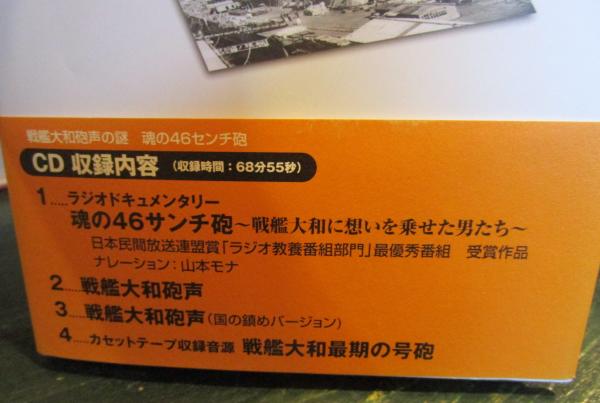 戦艦大和砲声の謎 魂の46センチ砲
CD 収録内容 (収録時間:68分55秒)
1.....ラジオドキュメンタリー
魂の46サンチ砲~戦艦大和に想いを乗せた男たち~
日本民間放送連盟賞「ラジオ教養番組部門」最優秀番組 受賞作品
ナレーション:山本モナ
2.....戦艦大和砲声
3.....戦艦大和砲声(国の鎮めバージョン)
4.....カセットテープ収録音源 戦艦大和最期の号砲